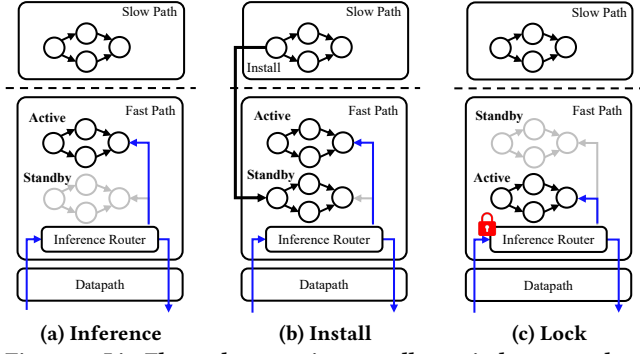 Slow Path
Fast Path
Active
Standby
Inference Router
Datapath
(a) Inference
Slow Path
Install
Fast Path
Active
Standby
Inference Router
Datapath
(b) Install
Slow Path
Fast Path
Standby
Active
Inference Router
Datapath
(c) Lock